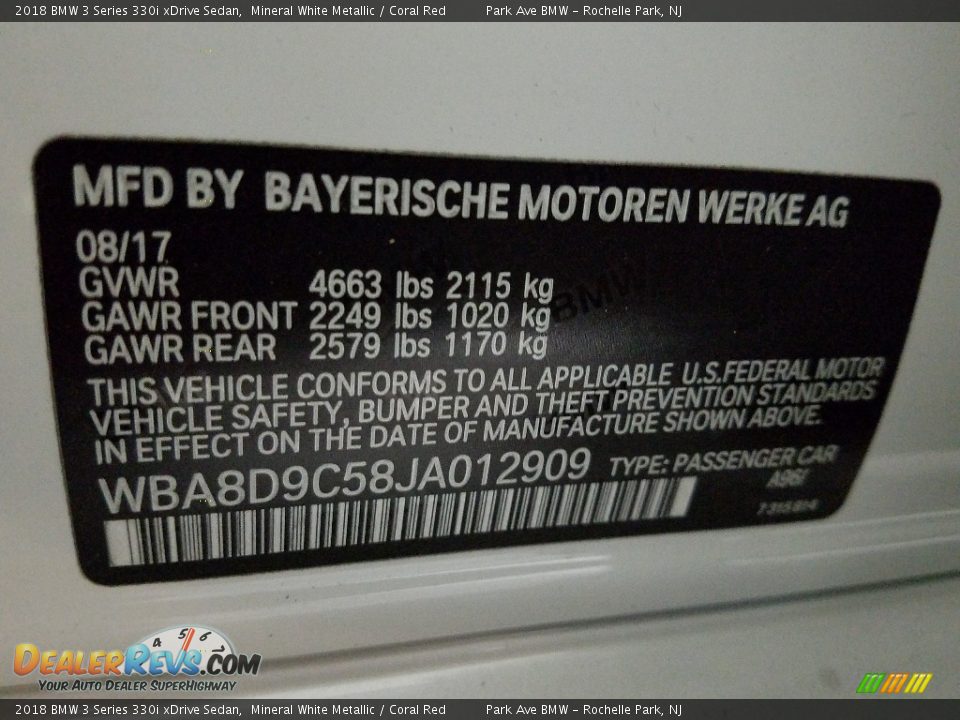 2018 BMW 3 Series 330i xDrive Sedan, Mineral White Metallic / Coral Red Park Ave BMW - Rochelle Park, NJ
MFD BY BAYERISCHE MOTOREN WERKE AG
08/17
GVWR 4663 lbs 2115 kg
GAWR FRONT 2249 lbs 1020 kg
GAWR REAR 2579 lbs 1170 kg
BMW
THIS VEHICLE CONFORMS TO ALL APPLICABLE U.S.FEDERAL MOTOR
VEHICLE SAFETY, BUMPER AND THEFT PREVENTION STANDARDS
IN EFFECT ON THE DATE OF MANUFACTURE SHOWN ABOVE.
WBA8D9C58JA012909 TYPE: PASSENGER CAR
A96/
4 5 6
DEALERREVS.COM
YOUR AUTO DEALER SUPERHIGHWAY
2018 BMW 3 Series 330i xDrive Sedan, Mineral White Metallic / Coral Red Park Ave BMW - Rochelle Park, NJ